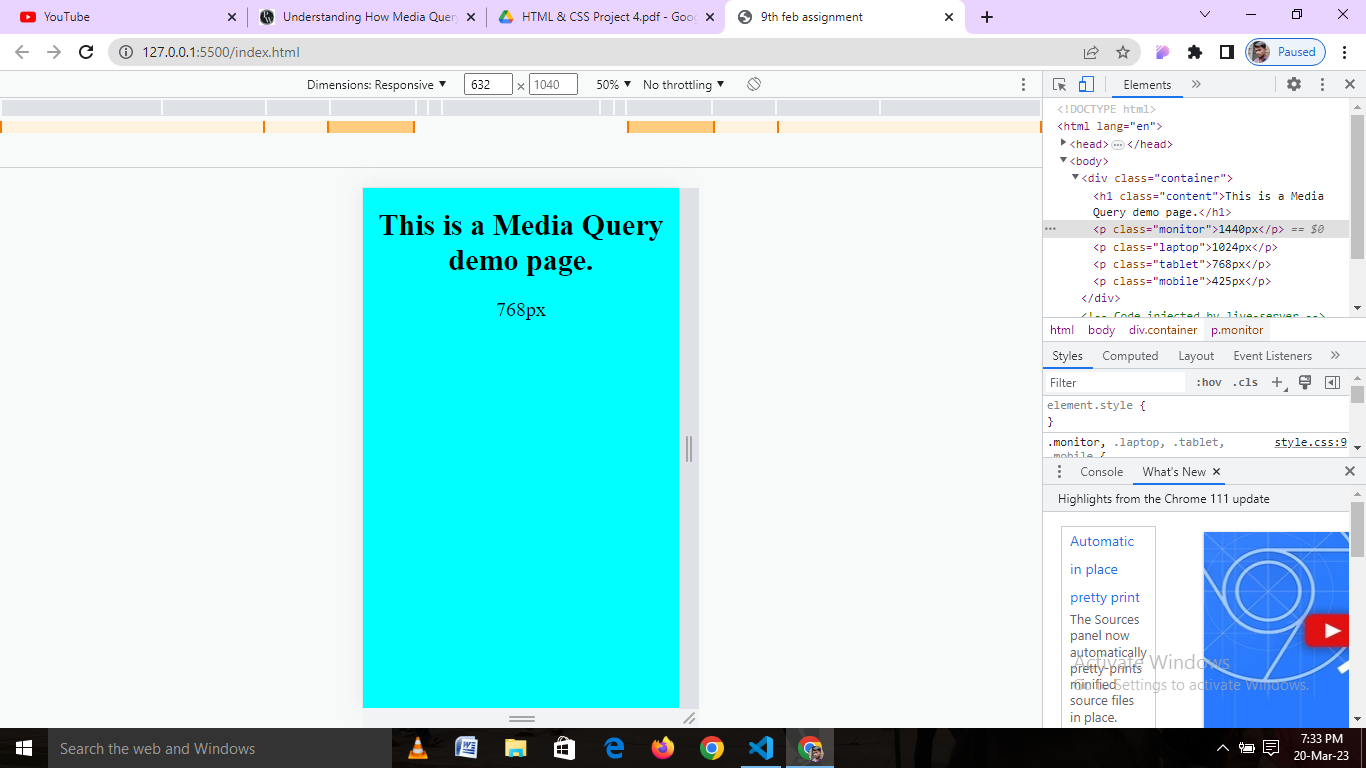 YouTube
Understanding How Media Query
HTML & CSS Project 4.pdf - Goog
9th feb assignment
127.0.0.1:5500/index.html
Paused
Dimensions: Responsive 632 × 1040 50% No throttling
Elements
<!DOCTYPE html>
<html lang="en">
<head> ... </head>
<body>
<div class="container">
<h1 class="content">This is a Media
Query demo page.</h1>
<p class="monitor">1440px</p> == $0
<p class="laptop">1024px</p>
<p class="tablet">768px</p>
<p class="mobile">425px</p>
</div>
<!-- Code injected by live-server -->
html body div.container p.monitor
Styles Computed Layout Event Listeners
Filter :hov .cls
element.style {
}
.monitor, .laptop, .tablet, style.css:9
.mobile {
Console What's New
Highlights from the Chrome 111 update
Automatic
in place
pretty print
The Sources
panel now
automatically
pretty-prints
minified
source files
in place.
This is a Media Query
demo page.
768px
Activate Windows
Go to Settings to activate Windows.
Search the web and Windows
7:33 PM
20-Mar-23